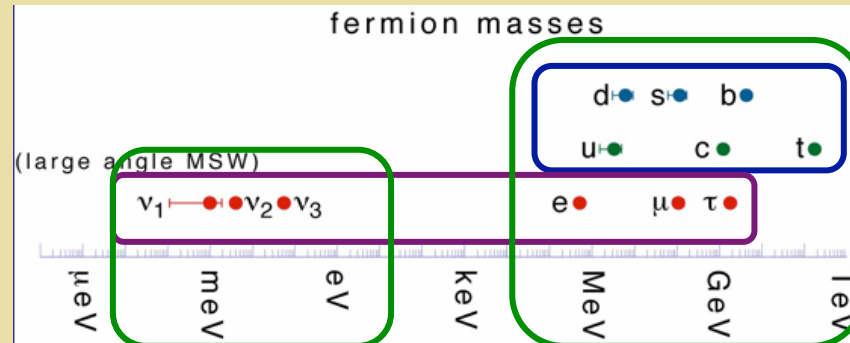 fermion masses
d s b
u c t
(large angle MSW)
ν₁ ν₂ ν₃ e μ τ
μeV meV eV keV MeV GeV TeV